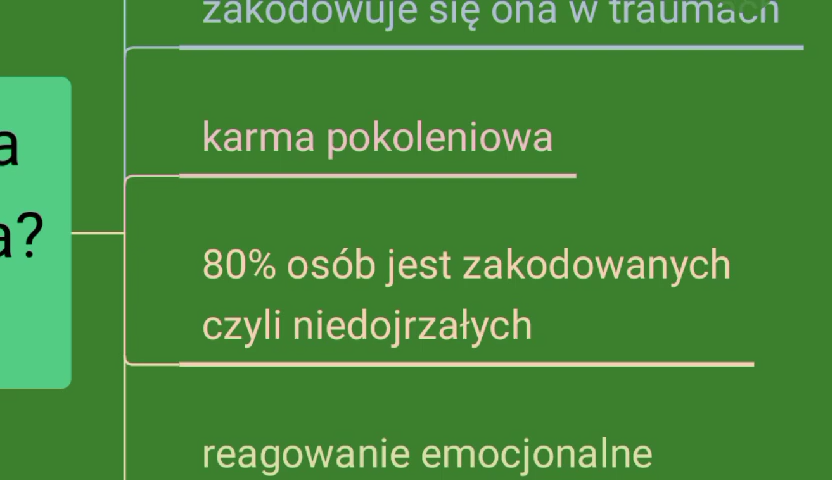 zakodowuje się ona w traumach
karma pokoleniowa
a
a?
80% osób jest zakodowanych
czyli niedojrzałych
reagowanie emocjonalne